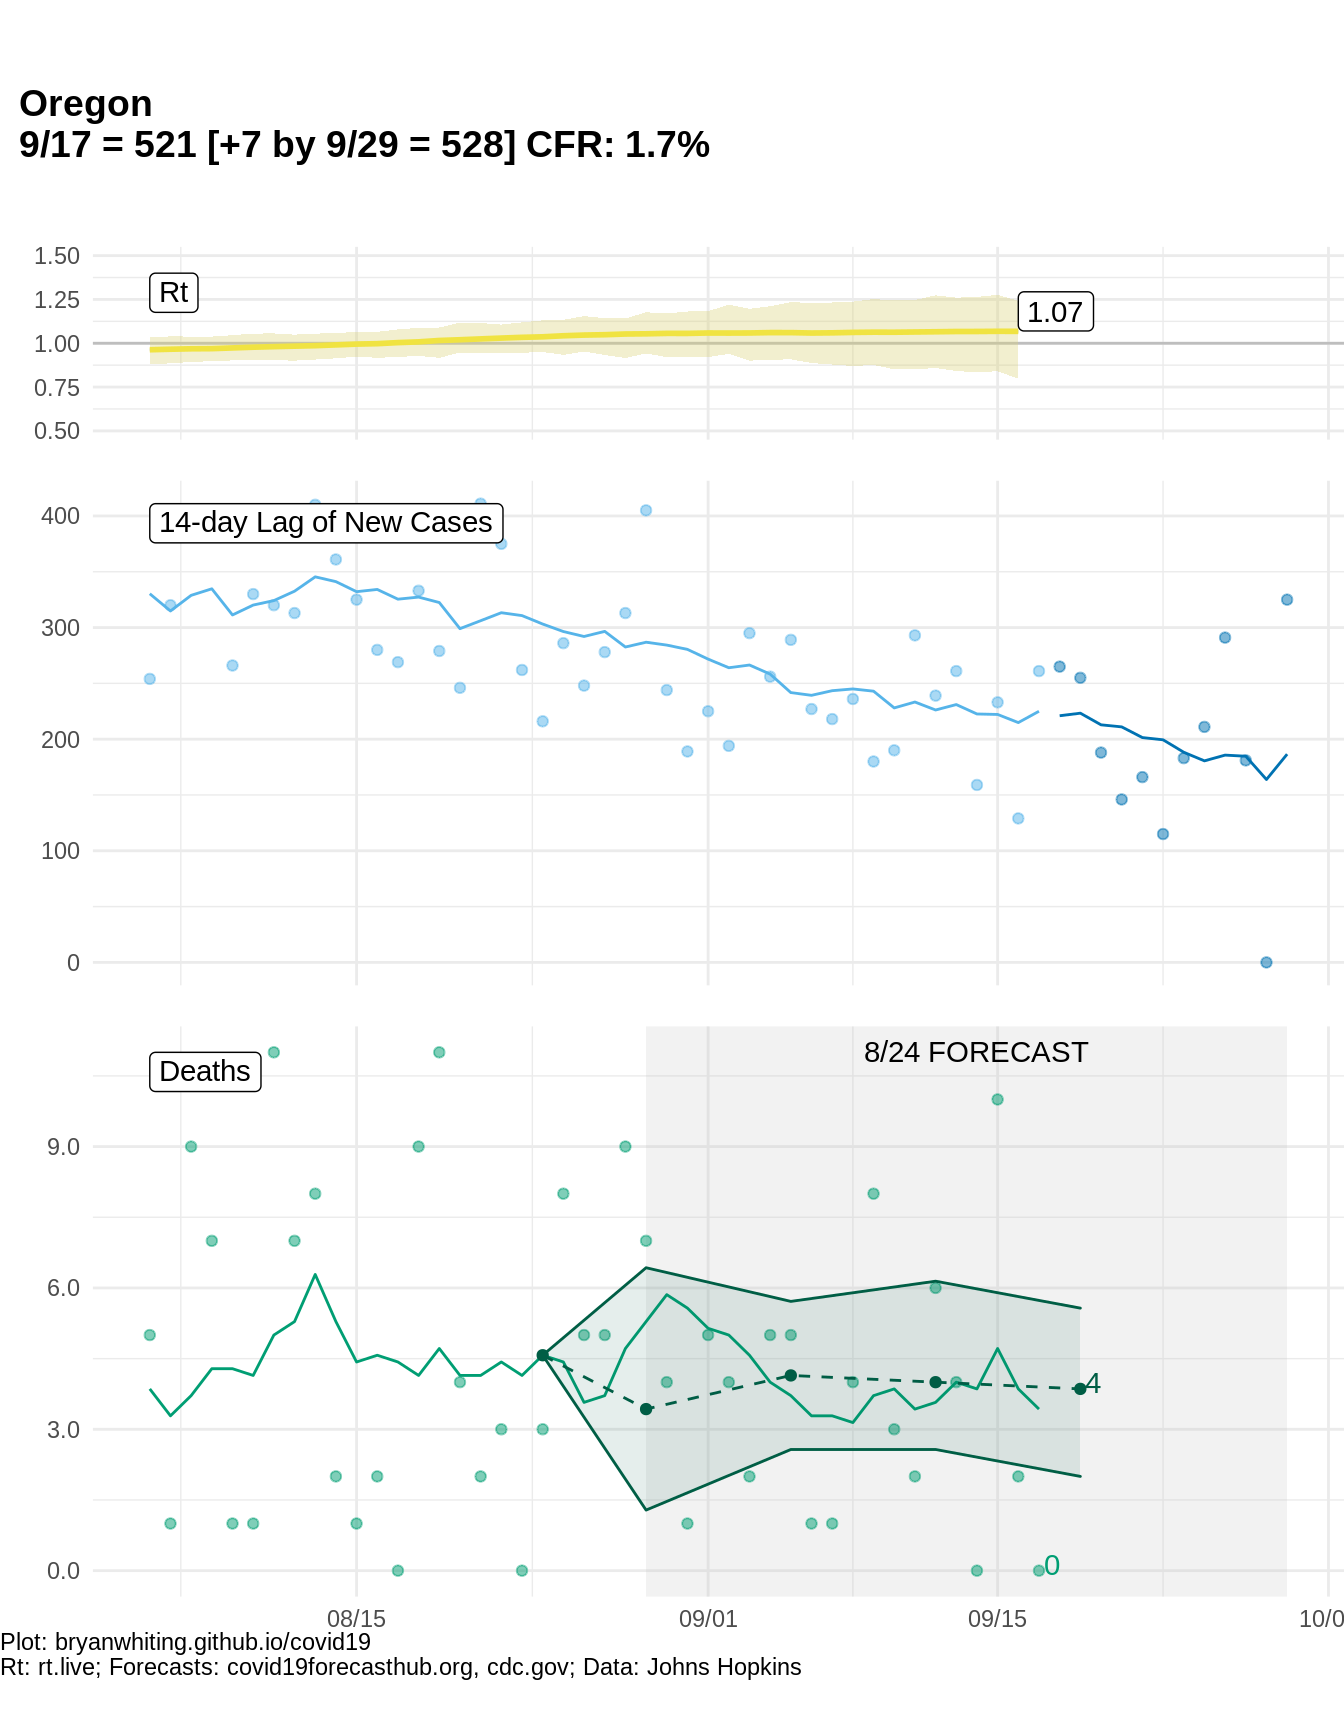 Oregon
9/17 = 521 [+7 by 9/29 = 528] CFR: 1.7%
1.50
Rt
1.25
1.07
1.00
0.75
0.50
400
14-day Lag of New Cases
300
200
100
0
8/24 FORECAST
Deaths
9.0
6.0
4
3.0
0
0.0
08/15
09/01
09/15
10/0
Plot: bryanwhiting.github.io/covid19
Rt: rt.live; Forecasts: covid19forecasthub.org, cdc.gov; Data: Johns Hopkins